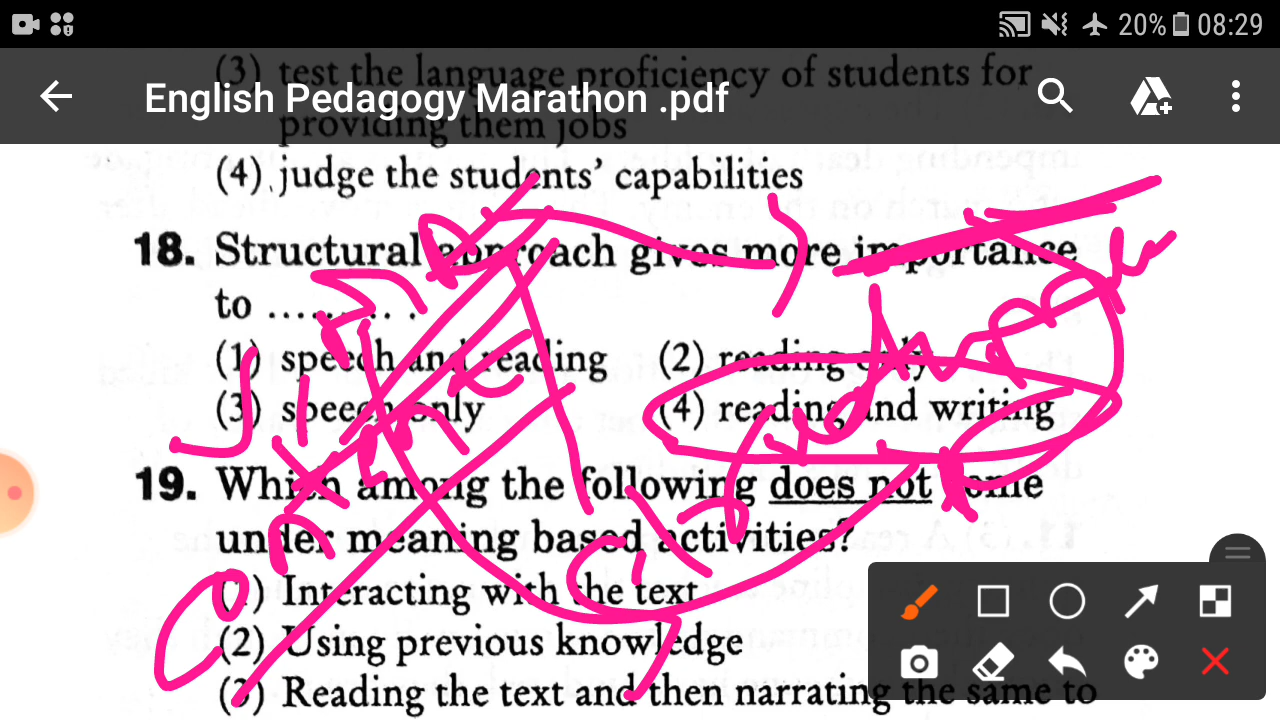 20% 08:29
(3) test the language proficiency of students for
English Pedagogy Marathon .pdf
providing them jobs
(4) judge the students' capabilities
18. Structural approach gives more importance
to ..........
(1) speech and reading (2) reading only
(3) speech only (4) reading and writing
19. Which among the following does not come
under meaning based activities?
(1) Interacting with the text
(2) Using previous knowledge
(3) Reading the text and then narrating the same to